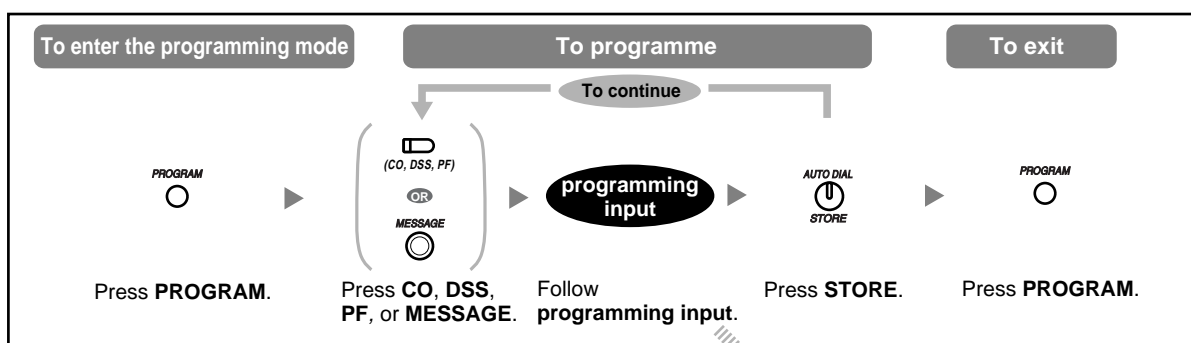 To enter the programming mode
To programme
To exit
To continue
(CO, DSS, PF)
OR
MESSAGE
PROGRAM
programming
input
AUTO DIAL
STORE
PROGRAM
Press PROGRAM.
Press CO, DSS,
PF, or MESSAGE.
Follow
programming input.
Press STORE.
Press PROGRAM.